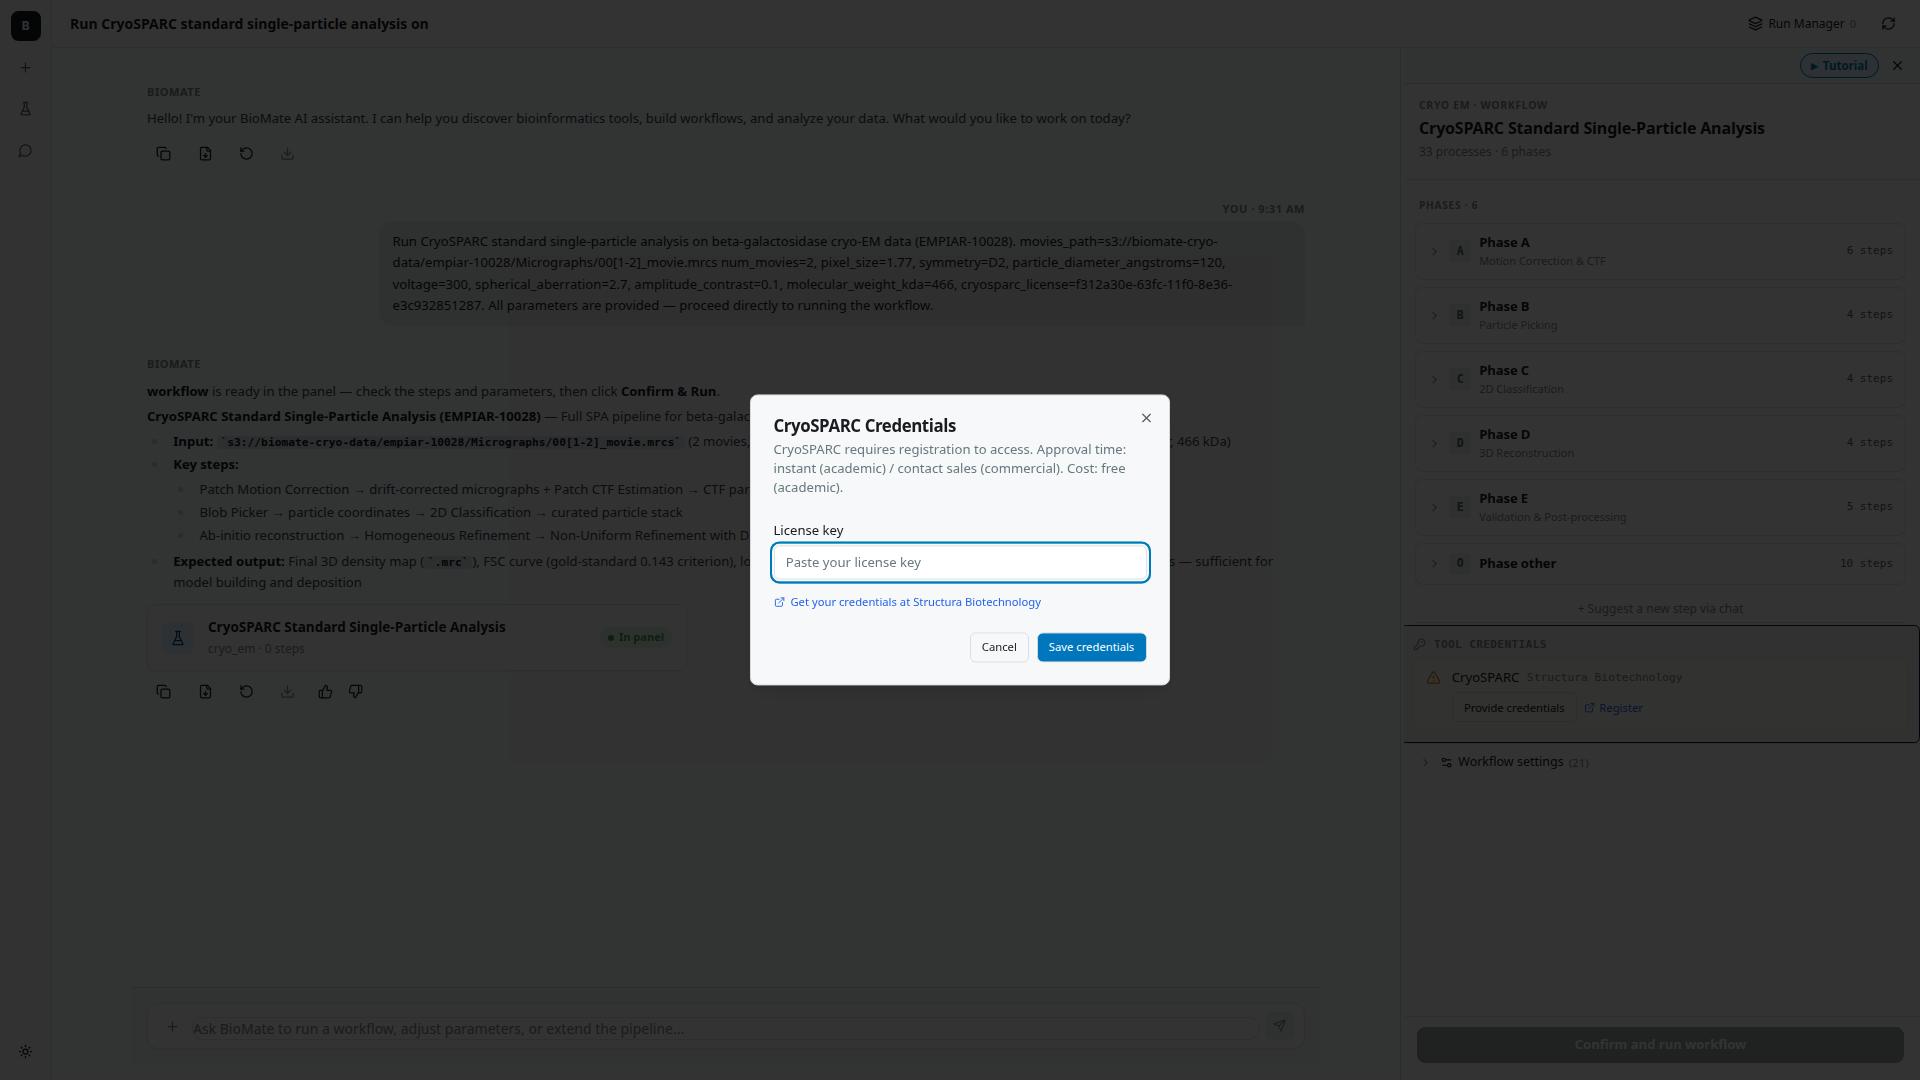 B
Run CryoSPARC standard single-particle analysis on
Run Manager 0
Tutorial
BIOMATE
Hello! I'm your BioMate AI assistant. I can help you discover bioinformatics tools, build workflows, and analyze your data. What would you like to work on today?
YOU · 9:31 AM
Run CryoSPARC standard single-particle analysis on beta-galactosidase cryo-EM data (EMPIAR-10028). movies_path=s3://biomate-cryo-
data/empiar-10028/Micrographs/00[1-2]_movie.mrcs num_movies=2, pixel_size=1.77, symmetry=D2, particle_diameter_angstroms=120,
voltage=300, spherical_aberration=2.7, amplitude_contrast=0.1, molecular_weight_kda=466, cryosparc_license=f312a30e-63fc-11f0-8e36-
e3c932851287. All parameters are provided — proceed directly to running the workflow.
BIOMATE
workflow is ready in the panel — check the steps and parameters, then click Confirm & Run.
CryoSPARC Standard Single-Particle Analysis (EMPIAR-10028) — Full SPA pipeline for beta-galac
Input: `s3://biomate-cryo-data/empiar-10028/Micrographs/00[1-2]_movie.mrcs` (2 movies, 466 kDa)
Key steps:
Patch Motion Correction → drift-corrected micrographs + Patch CTF Estimation → CTF par
Blob Picker → particle coordinates → 2D Classification → curated particle stack
Ab-initio reconstruction → Homogeneous Refinement → Non-Uniform Refinement with D
Expected output: Final 3D density map (`.mrc`), FSC curve (gold-standard 0.143 criterion), lo s — sufficient for
model building and deposition
CryoSPARC Standard Single-Particle Analysis
cryo_em · 0 steps
In panel
Ask BioMate to run a workflow, adjust parameters, or extend the pipeline...
CryoSPARC Credentials
CryoSPARC requires registration to access. Approval time:
instant (academic) / contact sales (commercial). Cost: free
(academic).
License key
Paste your license key
Get your credentials at Structura Biotechnology
Cancel
Save credentials
CRYO EM · WORKFLOW
CryoSPARC Standard Single-Particle Analysis
33 processes · 6 phases
PHASES · 6
A Phase A 6 steps
Motion Correction & CTF
B Phase B 4 steps
Particle Picking
C Phase C 4 steps
2D Classification
D Phase D 4 steps
3D Reconstruction
E Phase E 5 steps
Validation & Post-processing
O Phase other 10 steps
+ Suggest a new step via chat
TOOL CREDENTIALS
CryoSPARC Structura Biotechnology
Provide credentials Register
Workflow settings (21)
Confirm and run workflow